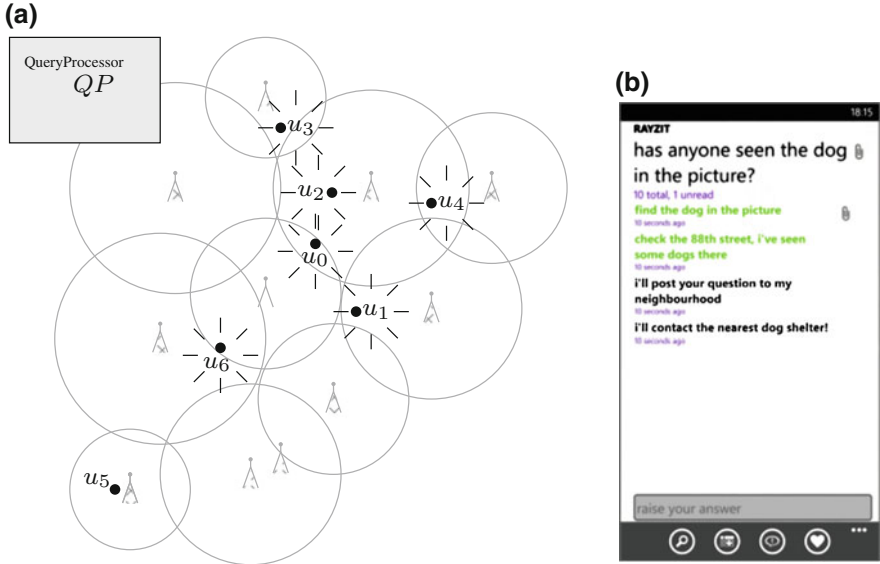 (a)
QueryProcessor
QP
u3
u2
u4
u0
u1
u6
u5
(b)
18:15
RAYZIT
has anyone seen the dog
in the picture?
10 total, 1 unread
find the dog in the picture
10 seconds ago
check the 88th street, i've seen
some dogs there
10 seconds ago
i'll post your question to my
neighbourhood
10 seconds ago
i'll contact the nearest dog shelter!
10 seconds ago
raise your answer